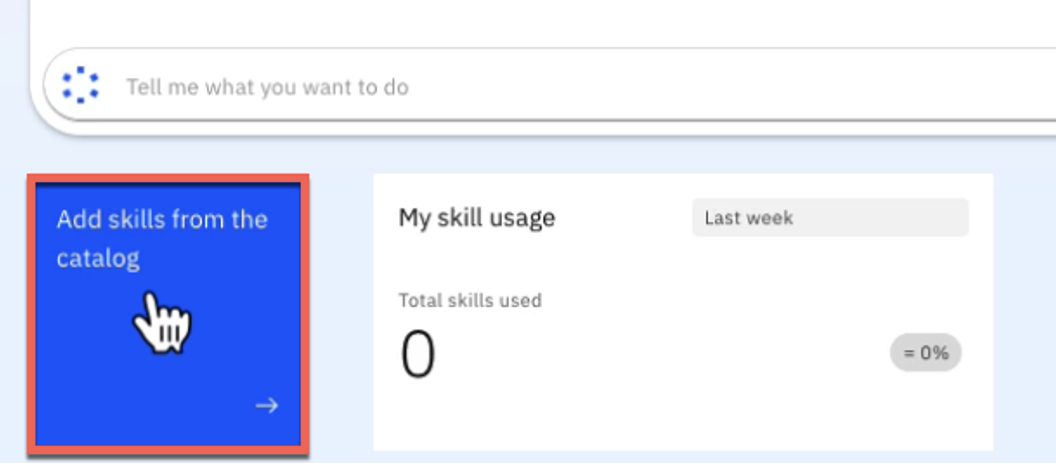 Tell me what you want to do
Add skills from the
catalog
My skill usage
Last week
Total skills used
0
= 0%